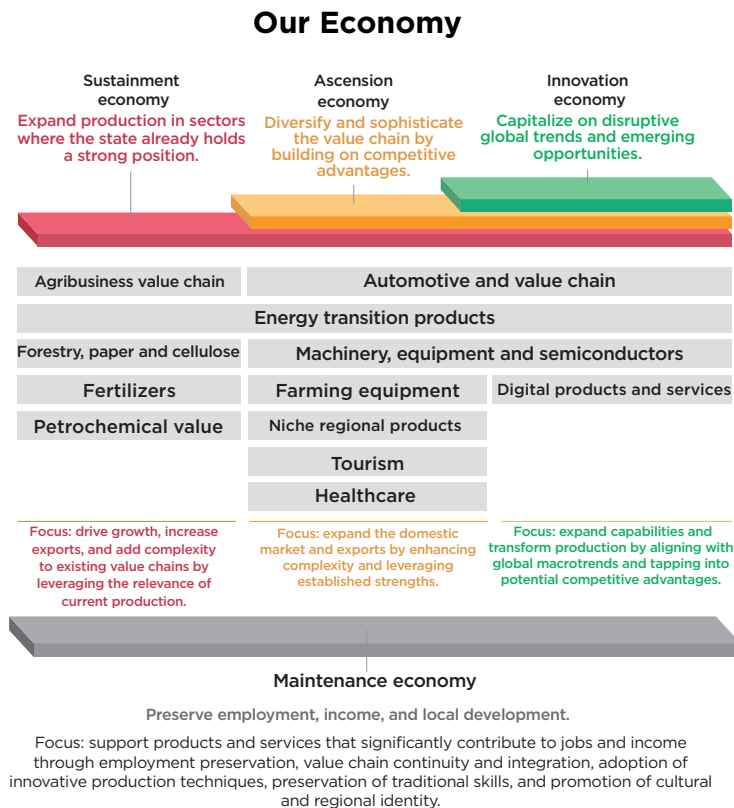 Our Economy
Sustainment
economy
Expand production in sectors
where the state already holds
a strong position.
Ascension
economy
Diversify and sophisticate
the value chain by
building on competitive
advantages.
Innovation
economy
Capitalize on disruptive
global trends and emerging
opportunities.
Agribusiness value chain
Automotive and value chain
Energy transition products
Forestry, paper and cellulose
Machinery, equipment and semiconductors
Fertilizers
Farming equipment
Digital products and services
Petrochemical value
Niche regional products
Tourism
Healthcare
Focus: drive growth, increase
exports, and add complexity
to existing value chains by
leveraging the relevance of
current production.
Focus: expand the domestic
market and exports by enhancing
complexity and leveraging
established strengths.
Focus: expand capabilities and
transform production by aligning with
global macrotrends and tapping into
potential competitive advantages.
Maintenance economy
Preserve employment, income, and local development.
Focus: support products and services that significantly contribute to jobs and income
through employment preservation, value chain continuity and integration, adoption of
innovative production techniques, preservation of traditional skills, and promotion of cultural
and regional identity.